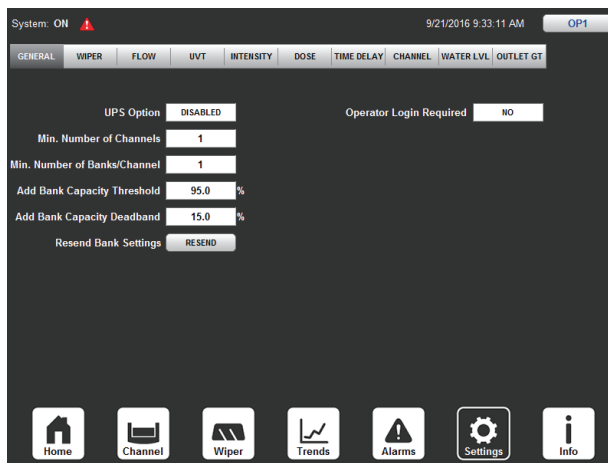 System: ON 9/21/2016 9:33:11 AM OP1
GENERAL WIPER FLOW UVT INTENSITY DOSE TIME DELAY CHANNEL WATER LVL OUTLET GT
UPS Option DISABLED Operator Login Required NO
Min. Number of Channels 1
Min. Number of Banks/Channel 1
Add Bank Capacity Threshold 95.0 %
Add Bank Capacity Deadband 15.0 %
Resend Bank Settings RESEND
Home Channel Wiper Trends Alarms Settings Info